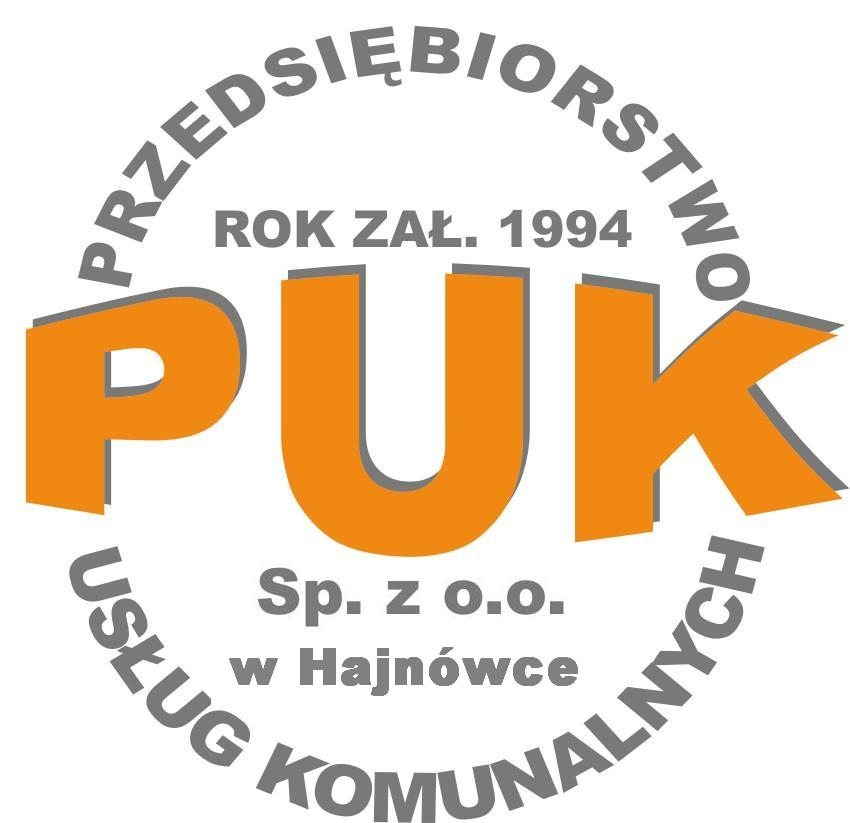 PRZEDSIĘBIORSTWO
ROK ZAŁ. 1994
PUK
Sp. z o.o.
w Hajnówce
USŁUG KOMUNALNYCH